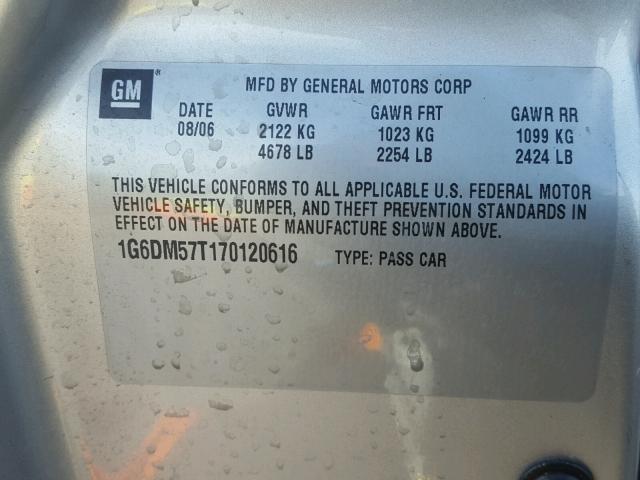 GM ®
MFD BY GENERAL MOTORS CORP
DATE GVWR GAWR FRT GAWR RR
08/06 2122 KG 1023 KG 1099 KG
4678 LB 2254 LB 2424 LB
THIS VEHICLE CONFORMS TO ALL APPLICABLE U.S. FEDERAL MOTOR
VEHICLE SAFETY, BUMPER, AND THEFT PREVENTION STANDARDS IN
EFFECT ON THE DATE OF MANUFACTURE SHOWN ABOVE.
1G6DM57T170120616 TYPE: PASS CAR